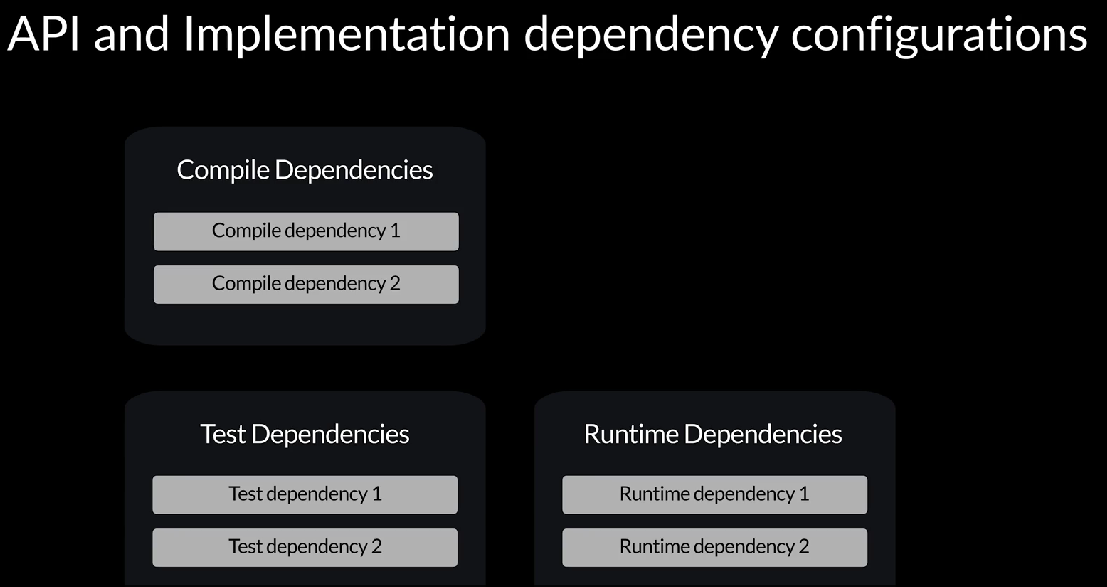 API and Implementation dependency configurations
Compile Dependencies
Compile dependency 1
Compile dependency 2
Test Dependencies
Test dependency 1
Test dependency 2
Runtime Dependencies
Runtime dependency 1
Runtime dependency 2